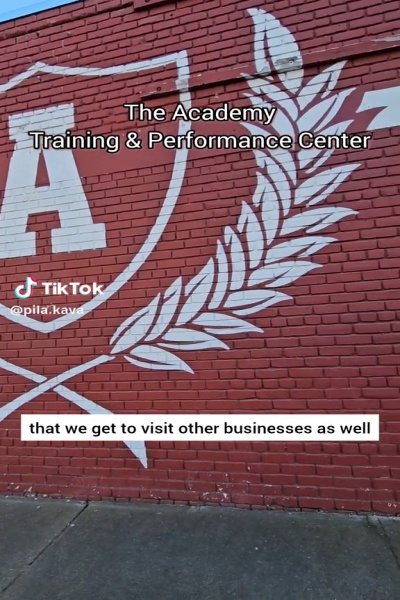 The Academy
Training & Performance Center
A
TikTok
@pila.kava
that we get to visit other businesses as well